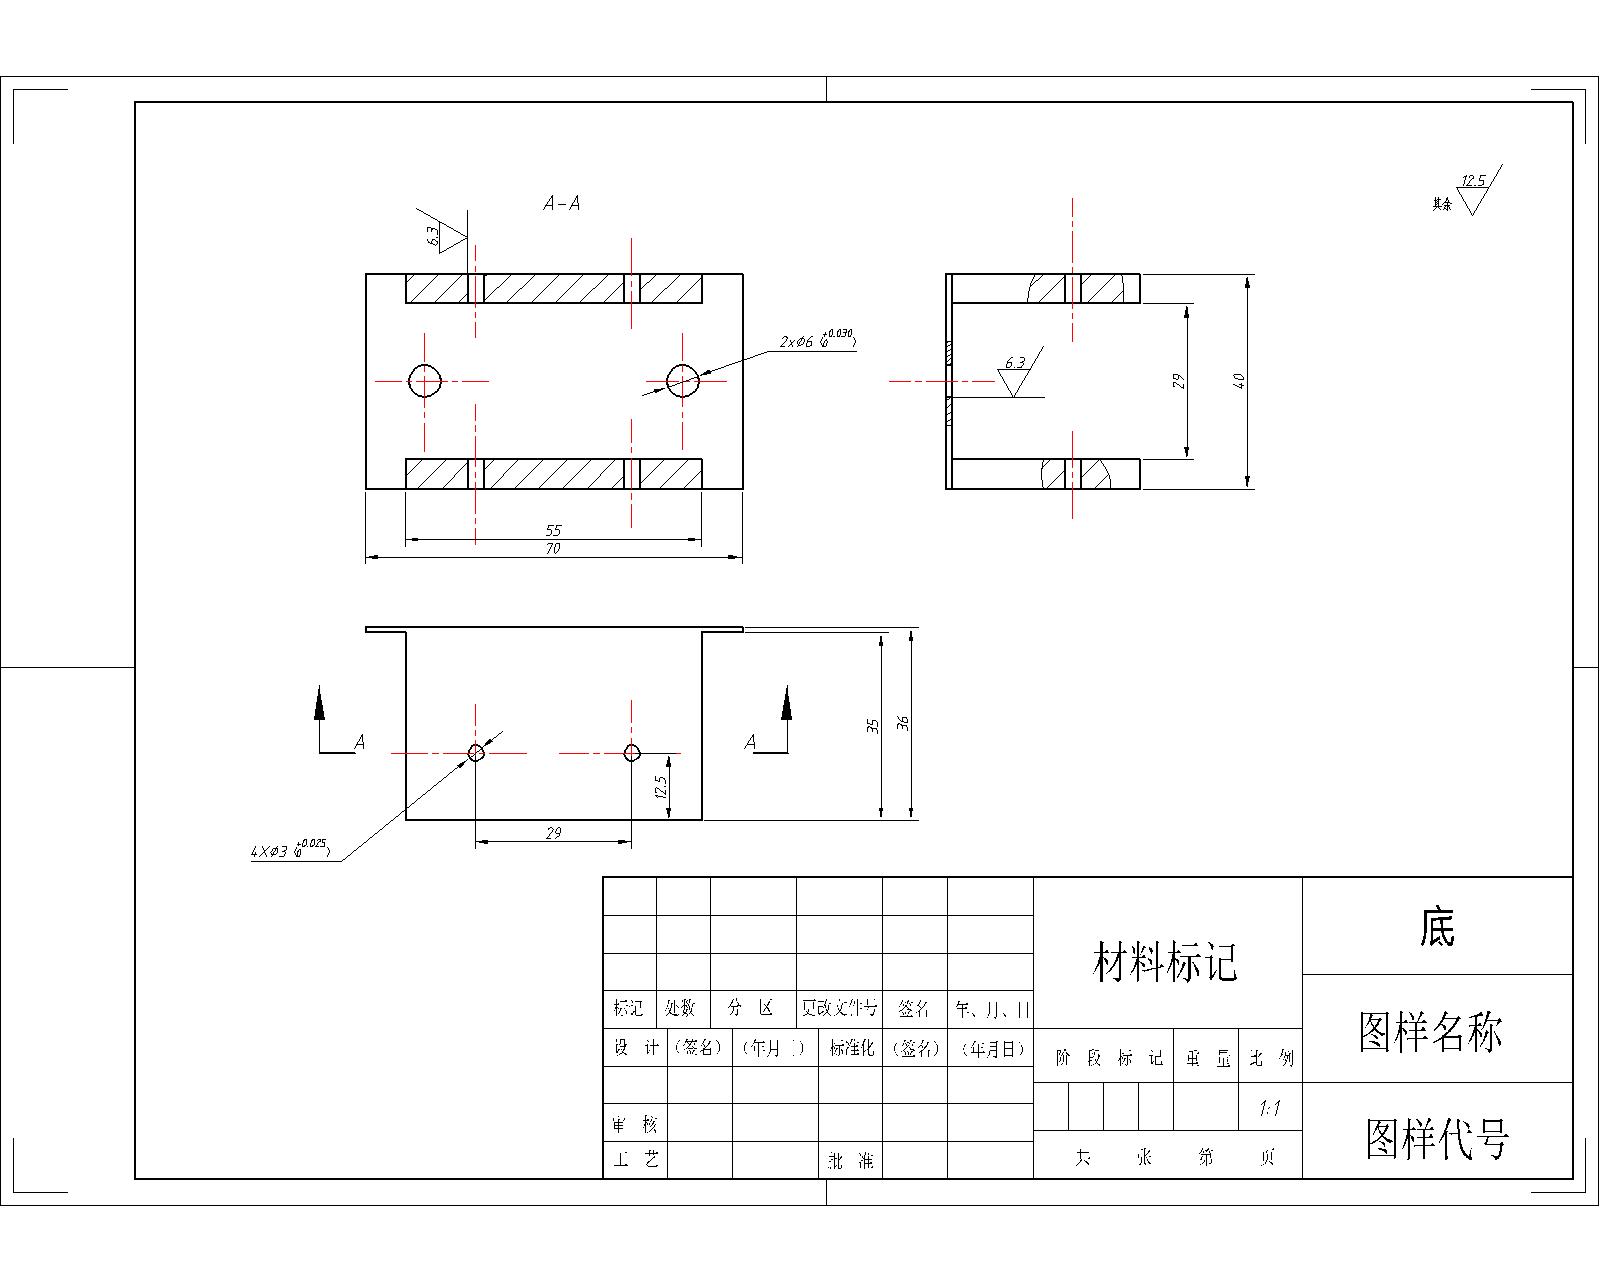 A-A
12.5
其余
6.3
2xΦ6 (+0.030 0)
6.3
29
40
55
70
A
A
35
36
12.5
29
4XΦ3 (+0.025 0)
底
材料标记
图样名称
标记 处数 分 区 更改文件号 签名 年、月、日
设 计 (签名) (年月日) 标准化 (签名) (年月日)
阶 段 标 记 重 量 比 例
1:1
审 核
图样代号
工 艺 批 准
共 张 第 页